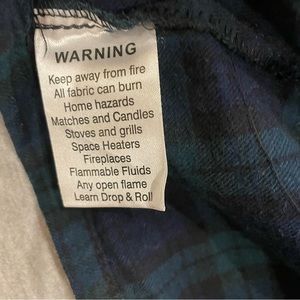 WARNING
Keep away from fire
All fabric can burn
Home hazards
Matches and Candles
Stoves and grills
Space Heaters
Fireplaces
Flammable Fluids
Any open flame
Learn Drop & Roll